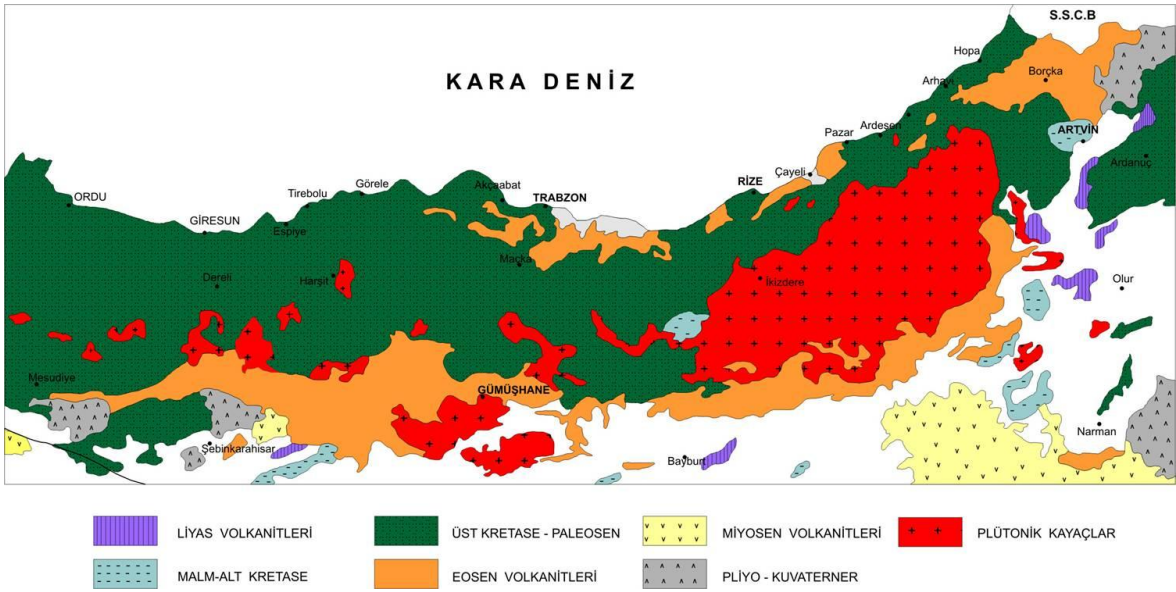 S.S.C.B
KARA DENİZ
Hopa
Borçka
Arhavi
ARTVİN
Pazar
Ardeşen
Ardanuç
Çayeli
RİZE
Görele
Akçaabat
TRABZON
Tirebolu
ORDU
GİRESUN
Espiye
Maçka
Harşit
Dereli
İkizdere
Olur
Mesudiye
GÜMÜŞHANE
Narman
Şebinkarahisar
Bayburt
LİYAS VOLKANİTLERİ
ÜST KRETASE - PALEOSEN
MİYOSEN VOLKANİTLERİ
PLÜTONİK KAYAÇLAR
MALM-ALT KRETASE
EOSEN VOLKANİTLERİ
PLİYO - KUVATERNER